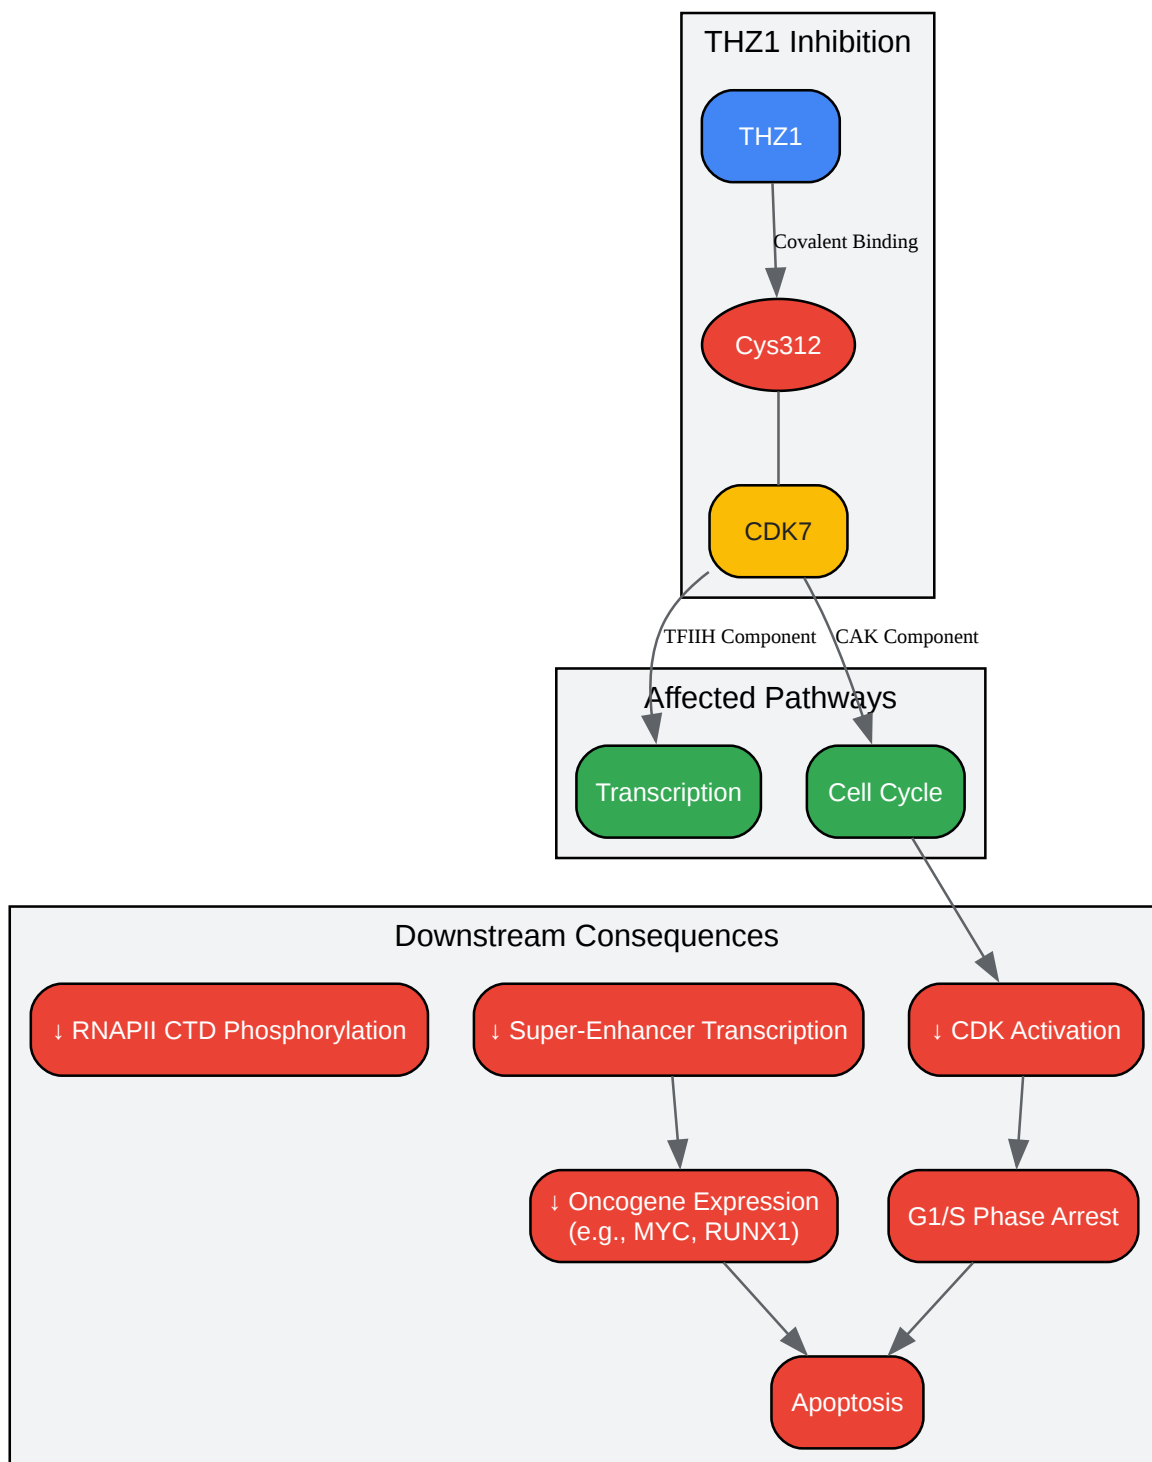 THZ1 Inhibition
THZ1
Covalent Binding
Cys312
CDK7
TFIIH Component
CAK Component
Affected Pathways
Transcription
Cell Cycle
Downstream Consequences
↓ RNAPII CTD Phosphorylation
↓ Super-Enhancer Transcription
↓ CDK Activation
↓ Oncogene Expression
(e.g., MYC, RUNX1)
G1/S Phase Arrest
Apoptosis